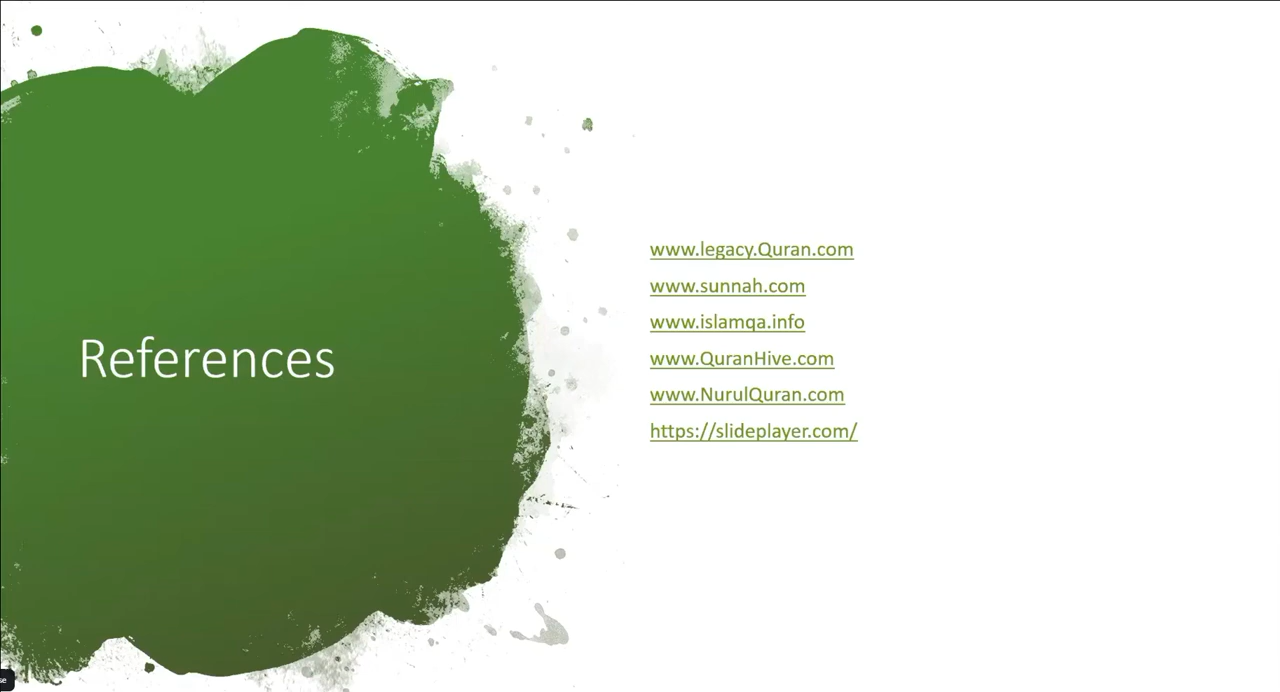 References
www.legacy.Quran.com
www.sunnah.com
www.islamqa.info
www.QuranHive.com
www.NurulQuran.com
https://slideplayer.com/